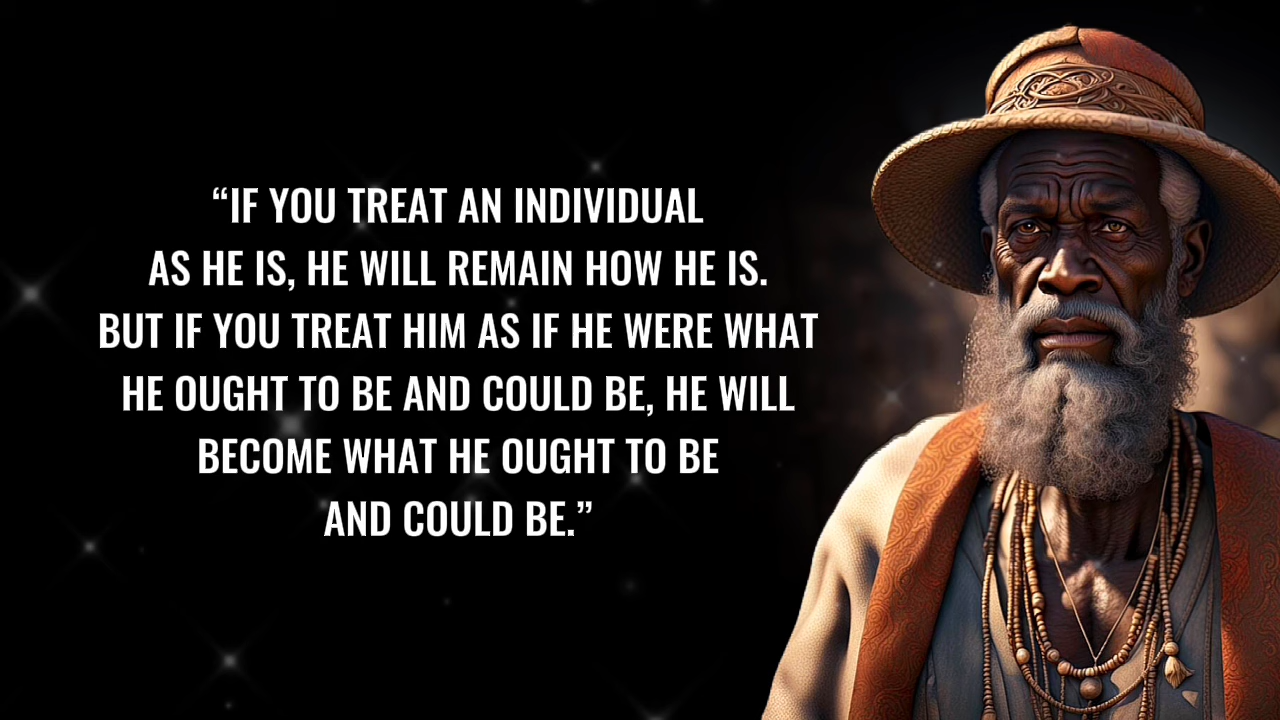 “IF YOU TREAT AN INDIVIDUAL
AS HE IS, HE WILL REMAIN HOW HE IS.
BUT IF YOU TREAT HIM AS IF HE WERE WHAT
HE OUGHT TO BE AND COULD BE, HE WILL
BECOME WHAT HE OUGHT TO BE
AND COULD BE.”